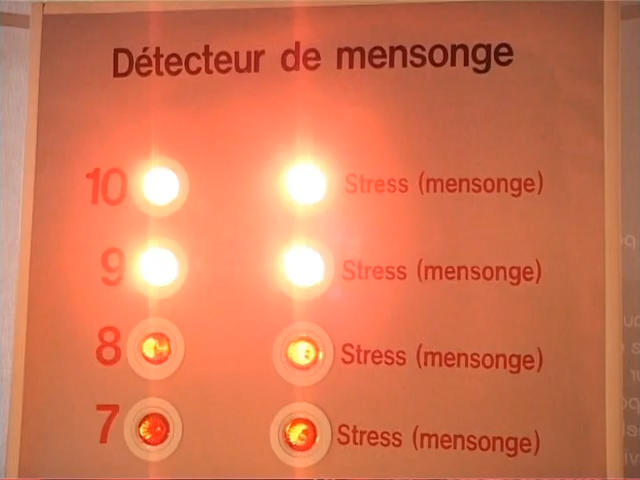 Détecteur de mensonge
10 Stress (mensonge)
9 Stress (mensonge)
8 Stress (mensonge)
7 Stress (mensonge)